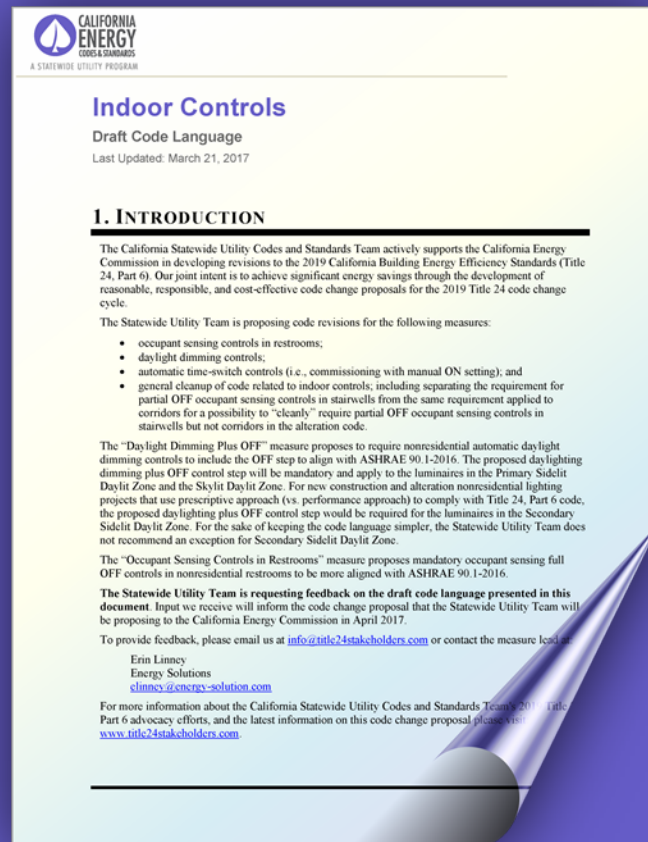 CALIFORNIA
ENERGY
CODES & STANDARDS
A STATEWIDE UTILITY PROGRAM
Indoor Controls
Draft Code Language
Last Updated: March 21, 2017
1. INTRODUCTION
The California Statewide Utility Codes and Standards Team actively supports the California Energy
Commission in developing revisions to the 2019 California Building Energy Efficiency Standards (Title
24, Part 6). Our joint intent is to achieve significant energy savings through the development of
reasonable, responsible, and cost-effective code change proposals for the 2019 Title 24 code change
cycle.
The Statewide Utility Team is proposing code revisions for the following measures:
• occupant sensing controls in restrooms;
• daylight dimming controls;
• automatic time-switch controls (i.e., commissioning with manual ON setting); and
• general cleanup of code related to indoor controls; including separating the requirement for
partial OFF occupant sensing controls in stairwells from the same requirement applied to
corridors for a possibility to “cleanly” require partial OFF occupant sensing controls in
stairwells but not corridors in the alteration code.
The “Daylight Dimming Plus OFF” measure proposes to require nonresidential automatic daylight
dimming controls to include the OFF step to align with ASHRAE 90.1-2016. The proposed daylighting
dimming plus OFF control step will be mandatory and apply to the luminaires in the Primary Sidelit
Daylit Zone and the Skylit Daylit Zone. For new construction and alteration nonresidential lighting
projects that use prescriptive approach (vs. performance approach) to comply with Title 24, Part 6 code,
the proposed daylighting plus OFF control step would be required for the luminaires in the Secondary
Sidelit Daylit Zone. For the sake of keeping the code language simpler, the Statewide Utility Team does
not recommend an exception for Secondary Sidelit Daylit Zone.
The “Occupant Sensing Controls in Restrooms” measure proposes mandatory occupant sensing full
OFF controls in nonresidential restrooms to be more aligned with ASHRAE 90.1-2016.
The Statewide Utility Team is requesting feedback on the draft code language presented in this
document. Input we receive will inform the code change proposal that the Statewide Utility Team will
be proposing to the California Energy Commission in April 2017.
To provide feedback, please email us at info@title24stakeholders.com or contact the measure lead at:
Erin Linney
Energy Solutions
elinney@energy-solution.com
For more information about the California Statewide Utility Codes and Standards Team's Title
Part 6 advocacy efforts, and the latest information on this code change proposal please visit
www.title24stakeholders.com.